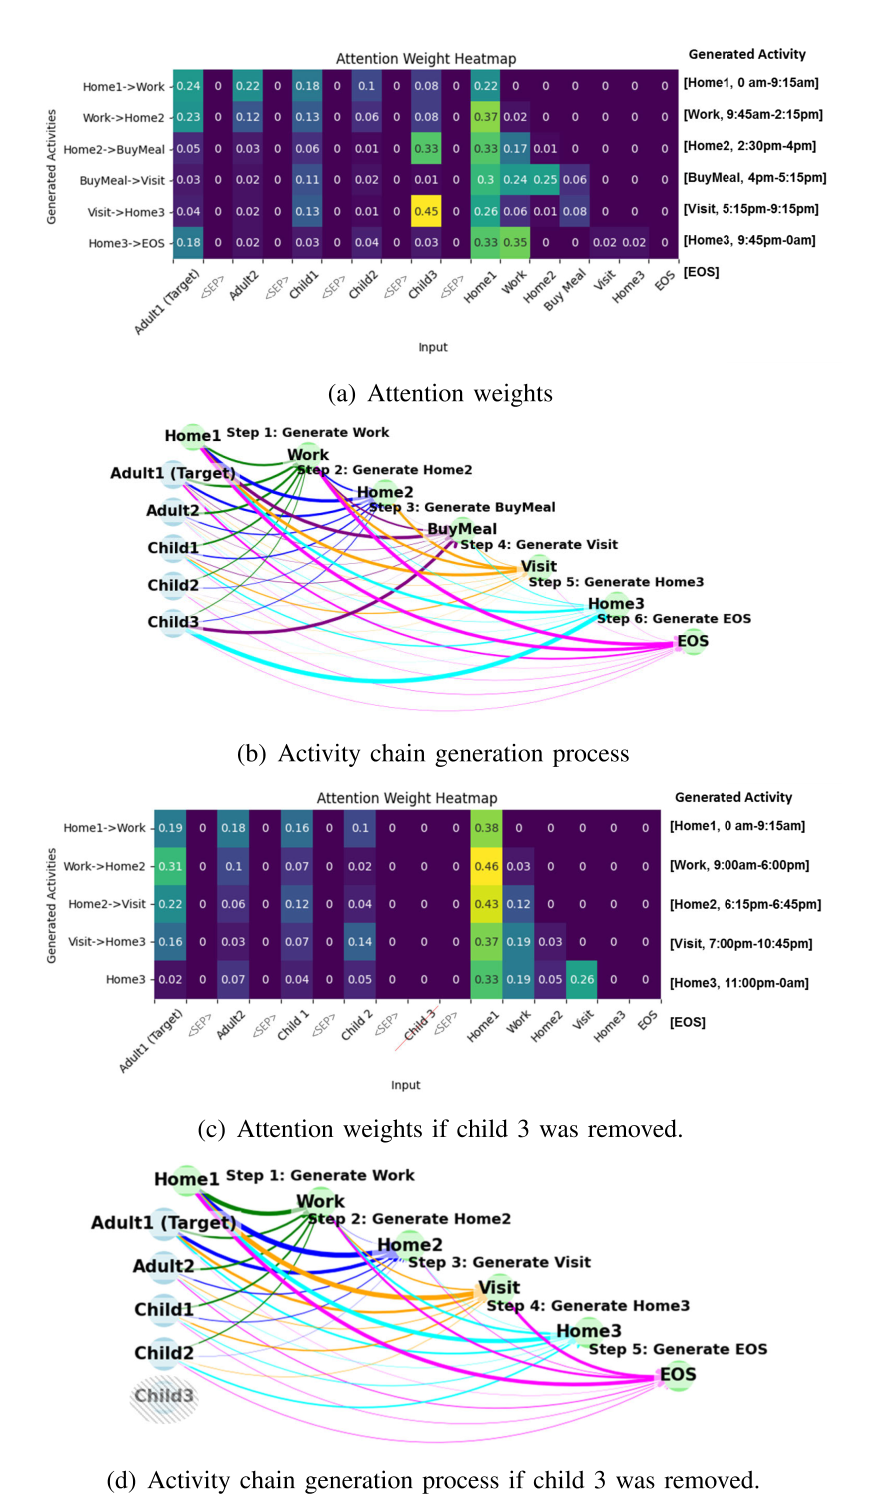 Attention Weight Heatmap
Generated Activity
Generated Activities
Home1->Work 0.24 0 0.22 0 0.18 0 0.1 0 0.08 0 0.22 0 0 0 0 0 0 [Home1, 0 am-9:15am]
Work->Home2 0.23 0 0.12 0 0.13 0 0.06 0 0.08 0 0.37 0.02 0 0 0 0 0 [Work, 9:45am-2:15pm]
Home2->BuyMeal 0.05 0 0.03 0 0.06 0 0.01 0 0.33 0 0.33 0.17 0.01 0 0 0 0 [Home2, 2:30pm-4pm]
BuyMeal->Visit 0.03 0 0.02 0 0.11 0 0.02 0 0.01 0 0.3 0.24 0.25 0.06 0 0 0 [BuyMeal, 4pm-5:15pm]
Visit->Home3 0.04 0 0.02 0 0.13 0 0.01 0 0.45 0 0.26 0.06 0.01 0.08 0 0 0 [Visit, 5:15pm-9:15pm]
Home3->EOS 0.18 0 0.02 0 0.03 0 0.04 0 0.03 0 0.33 0.35 0 0 0.02 0.02 0 [Home3, 9:45pm-0am]
[EOS]
Adult1 (Target) <SEP> Adult2 <SEP> Child1 <SEP> Child2 <SEP> Child3 <SEP> Home1 Work Home2 Buy Meal Visit Home3 EOS
Input
(a) Attention weights
Home1 Step 1: Generate Work
Work
Adult1 (Target) Step 2: Generate Home2
Home2
Adult2 Step 3: Generate BuyMeal
BuyMeal
Child1 Step 4: Generate Visit
Visit
Child2 Step 5: Generate Home3
Home3
Child3 Step 6: Generate EOS
EOS
(b) Activity chain generation process
Attention Weight Heatmap
Generated Activity
Generated Activities
Home1->Work 0.19 0 0.18 0 0.16 0 0.1 0 0 0 0.38 0 0 0 0 0 [Home1, 0 am-9:15am]
Work->Home2 0.31 0 0.1 0 0.07 0 0.02 0 0 0 0.46 0.03 0 0 0 0 [Work, 9:00am-6:00pm]
Home2->Visit 0.22 0 0.06 0 0.12 0 0.04 0 0 0 0.43 0.12 0 0 0 0 [Home2, 6:15pm-6:45pm]
Visit->Home3 0.16 0 0.03 0 0.07 0 0.14 0 0 0 0.37 0.19 0.03 0 0 0 [Visit, 7:00pm-10:45pm]
Home3 0.02 0 0.07 0 0.04 0 0.05 0 0 0 0.33 0.19 0.05 0.26 0 0 [Home3, 11:00pm-0am]
[EOS]
Adult1 (Target) <SEP> Adult2 <SEP> Child 1 <SEP> Child 2 <SEP> Child 3 <SEP> Home1 Work Home2 Visit Home3 EOS
Input
(c) Attention weights if child 3 was removed.
Home1 Step 1: Generate Work
Work
Adult1 (Target) Step 2: Generate Home2
Home2
Adult2 Step 3: Generate Visit
Visit
Child1 Step 4: Generate Home3
Home3
Child2 Step 5: Generate EOS
EOS
Child3
(d) Activity chain generation process if child 3 was removed.